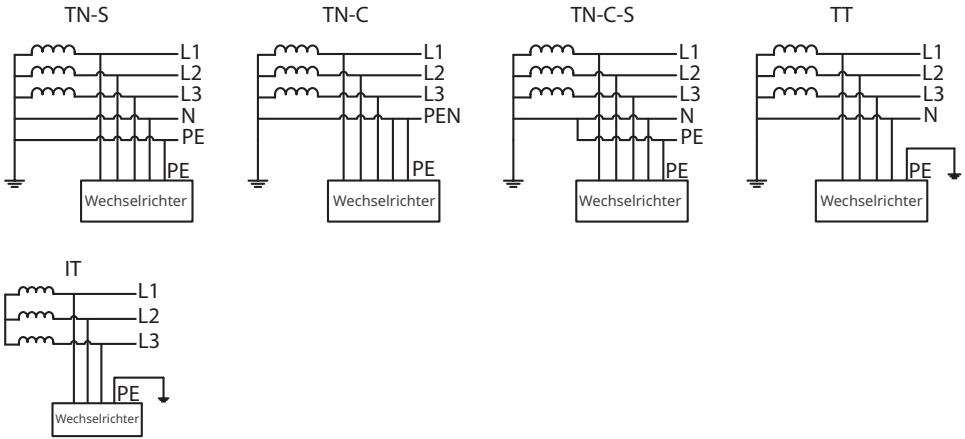 TN-S
L1
L2
L3
N
PE
PE
Wechselrichter
TN-C
L1
L2
L3
PEN
PE
Wechselrichter
TN-C-S
L1
L2
L3
N
PE
PE
Wechselrichter
TT
L1
L2
L3
N
PE
Wechselrichter
IT
L1
L2
L3
PE
Wechselrichter